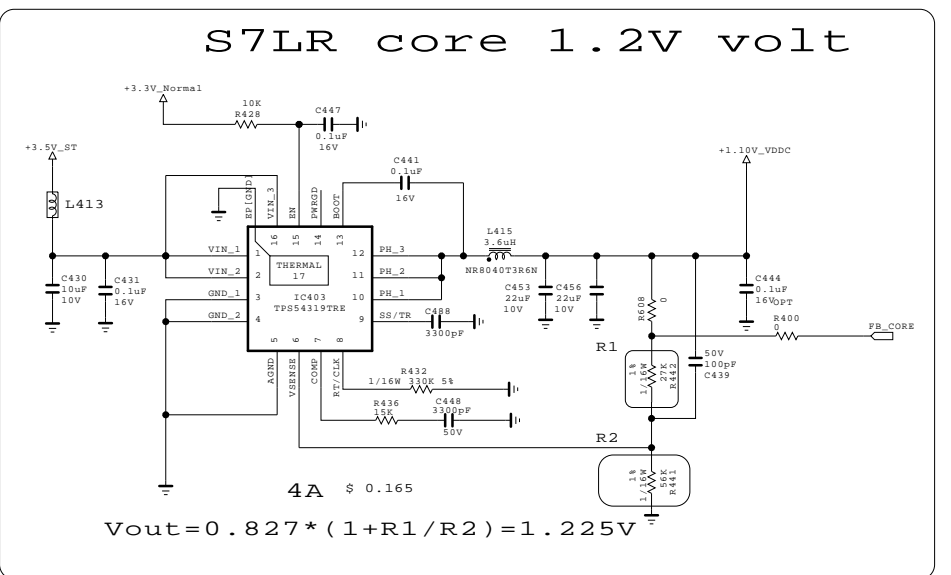 S7LR core 1.2V volt
+3.3V_Normal
10K
R428
C447
0.1uF
16V
+3.5V_ST
L413
C441
0.1uF
16V
+1.10V_VDDC
EP[GND]
VIN_3
EN
PWRGD
BOOT
16
15
14
13
L415
3.6uH
NR8040T3R6N
VIN_1
1
12
PH_3
THERMAL
17
VIN_2
2
11
PH_2
GND_1
3
10
PH_1
IC403
TPS54319TRE
GND_2
4
9
SS/TR
C488
3300pF
C430
10uF
10V
C431
0.1uF
16V
C453
22uF
10V
C456
22uF
10V
R608
0
C444
0.1uF
16V
OPT
R400
0
FB_CORE
5
6
7
8
AGND
VSENSE
COMP
RT/CLK
R1
1%
1/16W
27K
R442
50V
100pF
C439
R432
1/16W 330K 5%
R436
15K
C448
3300pF
50V
R2
1%
1/16W
56K
R441
4A $ 0.165
Vout=0.827*(1+R1/R2)=1.225V